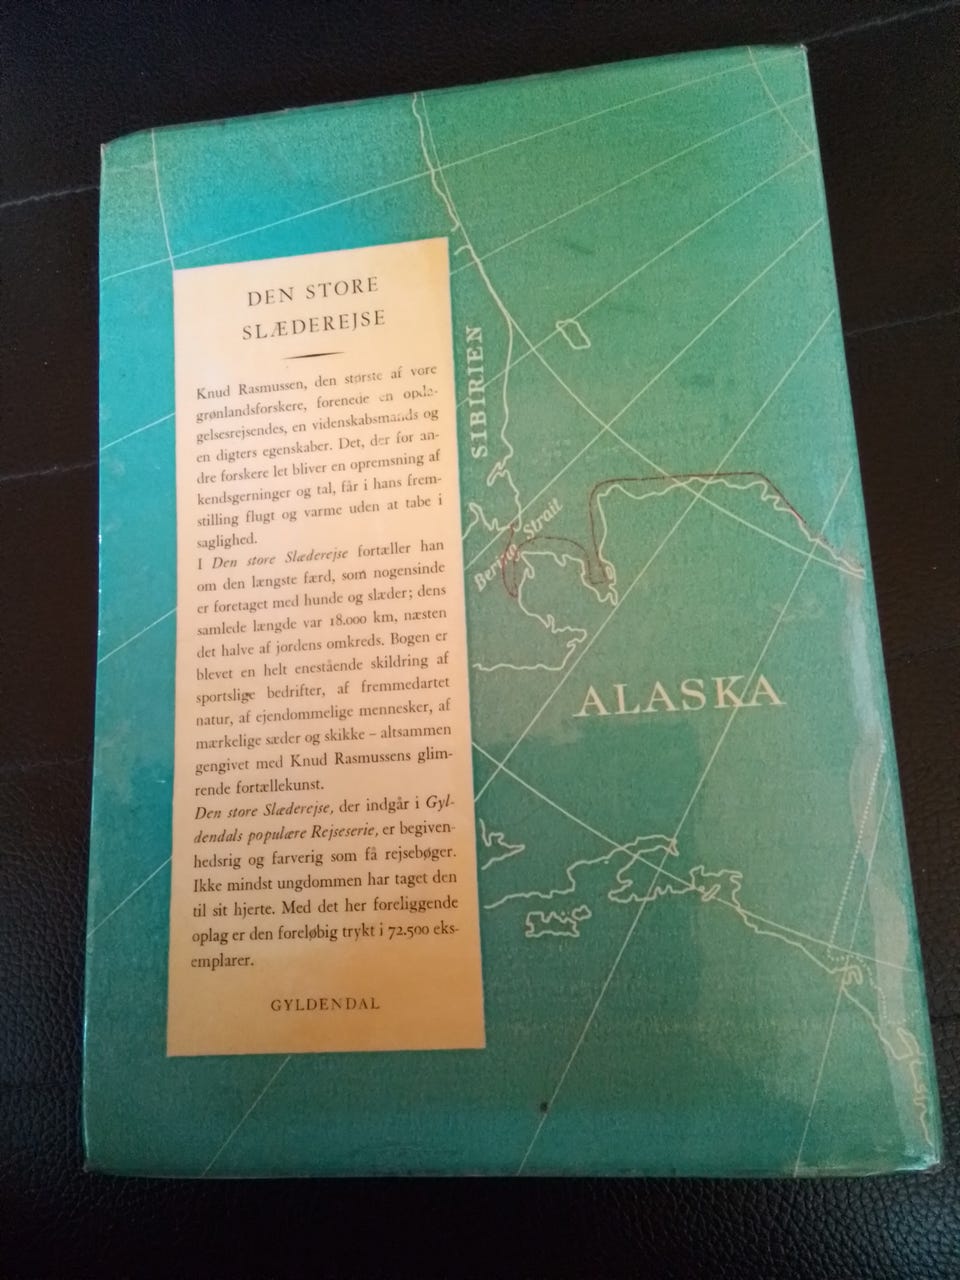 DEN STORE
SLÆDEREJSE
Knud Rasmussen, den største af vore
grønlandsforskere, forenede en opda-
gelsesrejsendes, en videnskabsmands og
en digters egenskaber. Det, der for an-
dre forskere let bliver en opremsning af
kendsgerninger og tal, får i hans frem-
stilling flugt og varme uden at tabe i
saglighed.
I Den store Slæderejse fortæller han
om den længste færd, som nogensinde
er foretaget med hunde og slæder; dens
samlede længde var 18.000 km, næsten
det halve af jordens omkreds. Bogen er
blevet en helt enestående skildring af
sportslige bedrifter, af fremmedartet
natur, af ejendommelige mennesker, af
mærkelige sæder og skikke – altsammen
gengivet med Knud Rasmussens glim-
rende fortællekunst.
Den store Slæderejse, der indgår i Gyl-
dendals populære Rejseserie, er begiven-
hedsrig og farverig som få rejsebøger.
Ikke mindst ungdommen har taget den
til sit hjerte. Med det her foreliggende
oplag er den foreløbig trykt i 72.500 eks-
emplarer.
GYLDENDAL
SIBIRIEN
Bering Strait
ALASKA